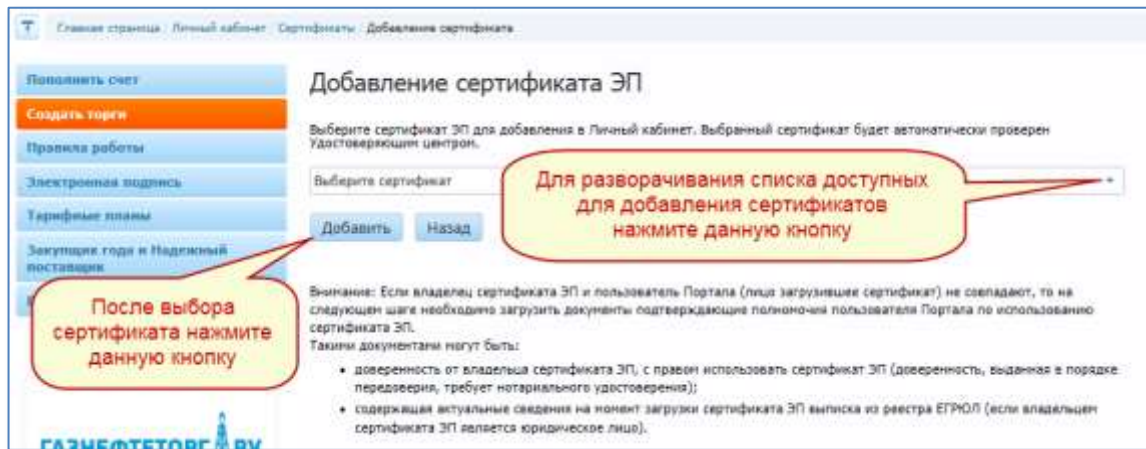 Главная страница / Личный кабинет / Сертификаты / Добавление сертификата
Пополнить счет
Создать торги
Правила работы
Электронная подпись
Тарифные планы
Закупщик года и Надежный
поставщик
Добавление сертификата ЭП
Выберите сертификат ЭП для добавления в Личный кабинет. Выбранный сертификат будет автоматически проверен
Удостоверяющим центром.
Выберите сертификат
Для разворачивания списка доступных
для добавления сертификатов
нажмите данную кнопку
Добавить Назад
После выбора
сертификата нажмите
данную кнопку
Внимание: Если владелец сертификата ЭП и пользователь Портала (лицо загрузившее сертификат) не совпадают, то на
следующем шаге необходимо загрузить документы подтверждающие полномочия пользователя Портала по использованию
сертификата ЭП.
Такими документами могут быть:
• доверенность от владельца сертификата ЭП, с правом использовать сертификат ЭП (доверенность, выданная в порядке
передоверия, требует нотариального удостоверения);
• содержащая актуальные сведения на момент загрузки сертификата ЭП выписка из реестра ЕГРЮЛ (если владельцем
сертификата ЭП является юридическое лицо).
ГАЗНЕФТЕТОРГ РУ